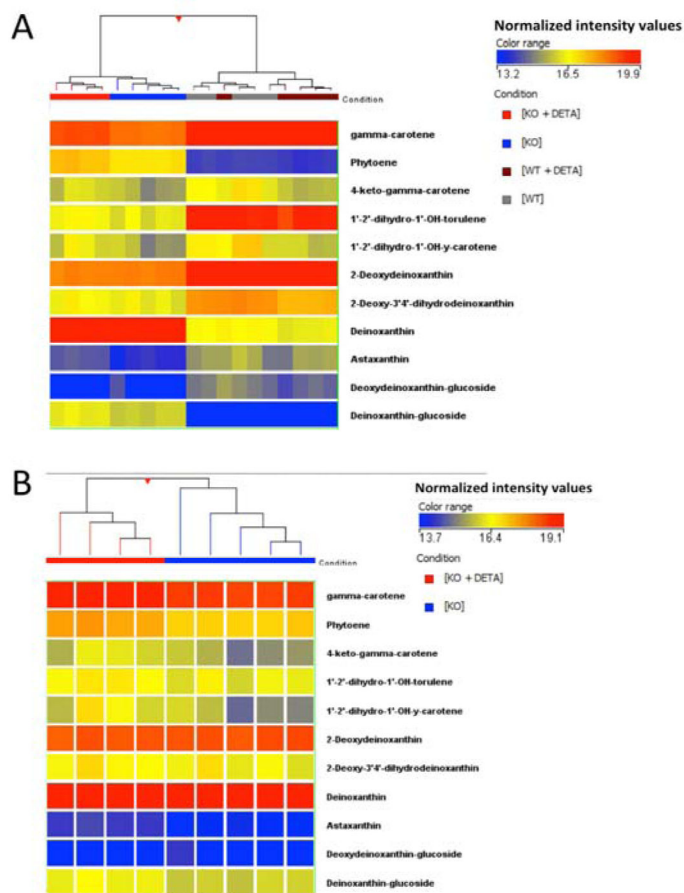 A
Normalized intensity values
Color range
13.2 16.5 19.9
Condition
Condition
[KO + DETA]
[KO]
[WT + DETA]
[WT]
gamma-carotene
Phytoene
4-keto-gamma-carotene
1'-2'-dihydro-1'-OH-torulene
1'-2'-dihydro-1'-OH-y-carotene
2-Deoxydeinoxanthin
2-Deoxy-3'4'-dihydrodeinoxanthin
Deinoxanthin
Astaxanthin
Deoxydeinoxanthin-glucoside
Deinoxanthin-glucoside
B
Normalized intensity values
Color range
13.7 16.4 19.1
Condition
Condition
[KO + DETA]
[KO]
gamma-carotene
Phytoene
4-keto-gamma-carotene
1'-2'-dihydro-1'-OH-torulene
1'-2'-dihydro-1'-OH-y-carotene
2-Deoxydeinoxanthin
2-Deoxy-3'4'-dihydrodeinoxanthin
Deinoxanthin
Astaxanthin
Deoxydeinoxanthin-glucoside
Deinoxanthin-glucoside